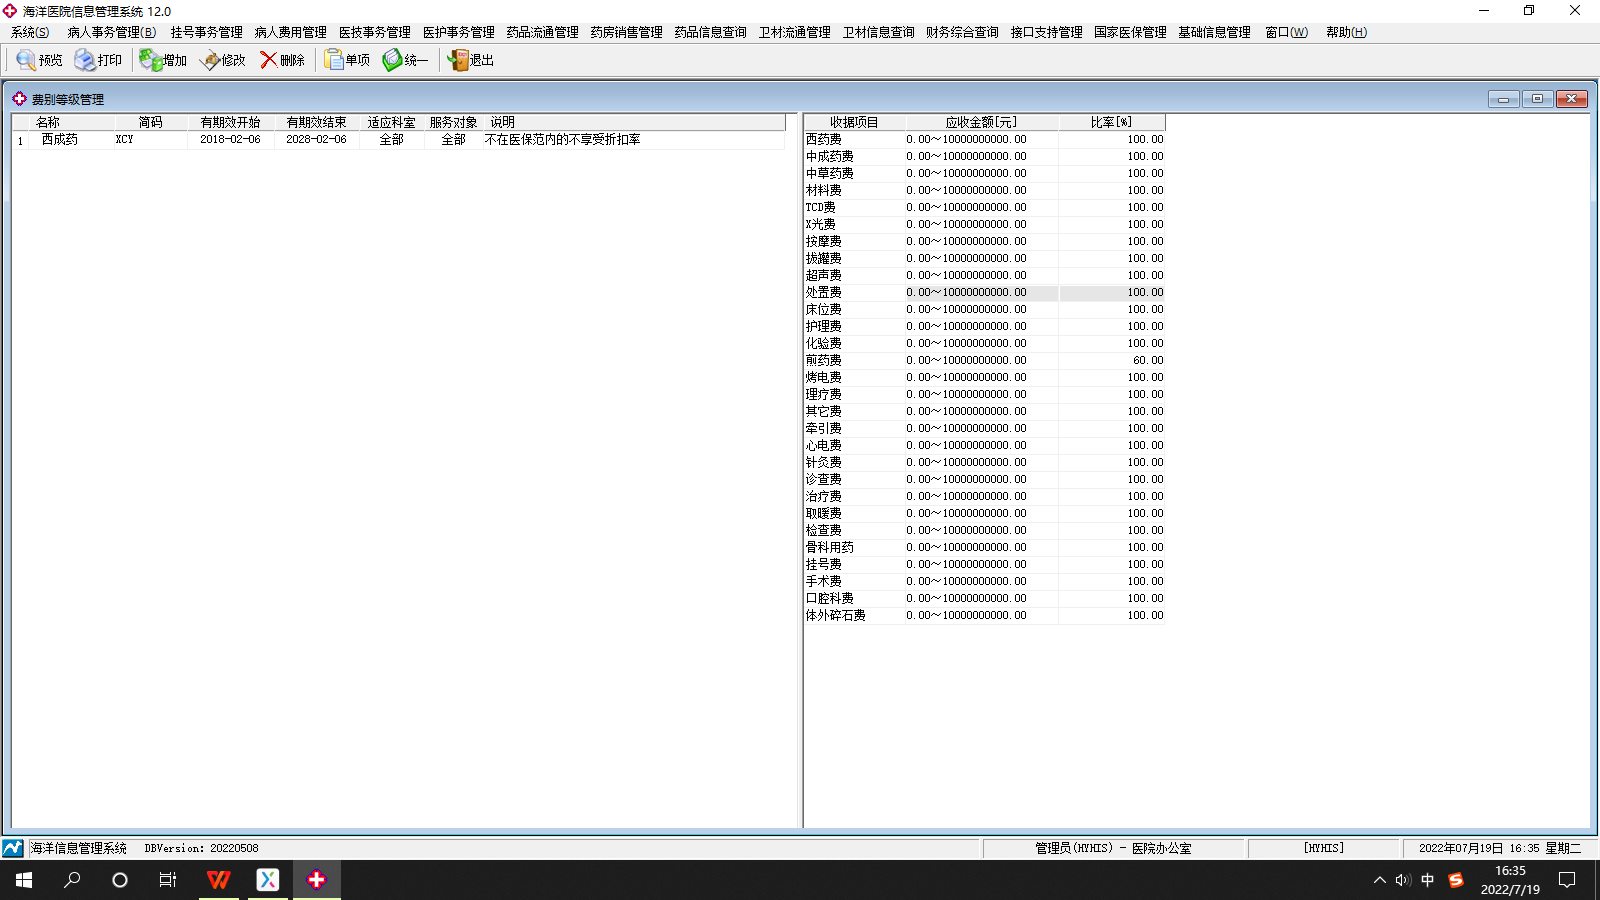 海洋医院信息管理系统 12.0
系统(S) 病人事务管理(B) 挂号事务管理 病人费用管理 医技事务管理 医护事务管理 药品流通管理 药房销售管理 药品信息查询 卫材流通管理 卫材信息查询 财务综合查询 接口支持管理 国家医保管理 基础信息管理 窗口(W) 帮助(H)
预览 打印 增加 修改 删除 单项 统一 退出
费别等级管理
名称 简码 有期效开始 有期效结束 适应科室 服务对象 说明
1 西成药 XCY 2018-02-06 2028-02-06 全部 全部 不在医保范内的不享受折扣率
收据项目 应收金额[元] 比率[%]
西药费 0.00～10000000000.00 100.00
中成药费 0.00～10000000000.00 100.00
中草药费 0.00～10000000000.00 100.00
材料费 0.00～10000000000.00 100.00
TCD费 0.00～10000000000.00 100.00
X光费 0.00～10000000000.00 100.00
按摩费 0.00～10000000000.00 100.00
拔罐费 0.00～10000000000.00 100.00
超声费 0.00～10000000000.00 100.00
处置费 0.00～10000000000.00 100.00
床位费 0.00～10000000000.00 100.00
护理费 0.00～10000000000.00 100.00
化验费 0.00～10000000000.00 100.00
煎药费 0.00～10000000000.00 60.00
烤电费 0.00～10000000000.00 100.00
理疗费 0.00～10000000000.00 100.00
其它费 0.00～10000000000.00 100.00
牵引费 0.00～10000000000.00 100.00
心电费 0.00～10000000000.00 100.00
针灸费 0.00～10000000000.00 100.00
诊查费 0.00～10000000000.00 100.00
治疗费 0.00～10000000000.00 100.00
取暖费 0.00～10000000000.00 100.00
检查费 0.00～10000000000.00 100.00
骨科用药 0.00～10000000000.00 100.00
挂号费 0.00～10000000000.00 100.00
手术费 0.00～10000000000.00 100.00
口腔科费 0.00～10000000000.00 100.00
体外碎石费 0.00～10000000000.00 100.00
海洋信息管理系统 DBVersion: 20220508 管理员(HYHIS) - 医院办公室 [HYHIS] 2022年07月19日 16:35 星期二
中 16:35
2022/7/19